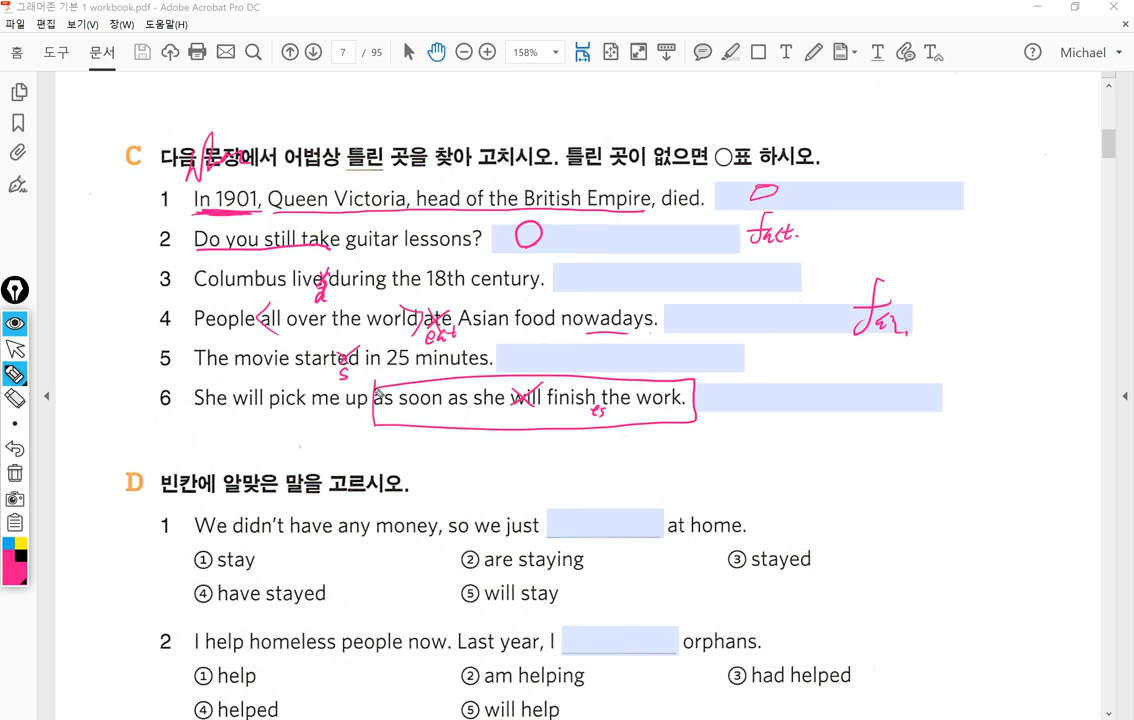 그래머존 기본 1 workbook.pdf - Adobe Acrobat Pro DC
파일 편집 보기(V) 창(W) 도움말(H)
홈 도구 문서 7 / 95 158% Michael
C 다음 문장에서 어법상 틀린 곳을 찾아 고치시오. 틀린 곳이 없으면 ○표 하시오.
1 In 1901, Queen Victoria, head of the British Empire, died.
2 Do you still take guitar lessons? O fact.
3 Columbus lives during the 18th century.
d
4 People all over the world ate Asian food nowadays.
eat
5 The movie started in 25 minutes.
s
6 She will pick me up as soon as she will finish the work.
es
D 빈칸에 알맞은 말을 고르시오.
1 We didn't have any money, so we just at home.
① stay ② are staying ③ stayed
④ have stayed ⑤ will stay
2 I help homeless people now. Last year, I orphans.
① help ② am helping ③ had helped
④ helped ⑤ will help